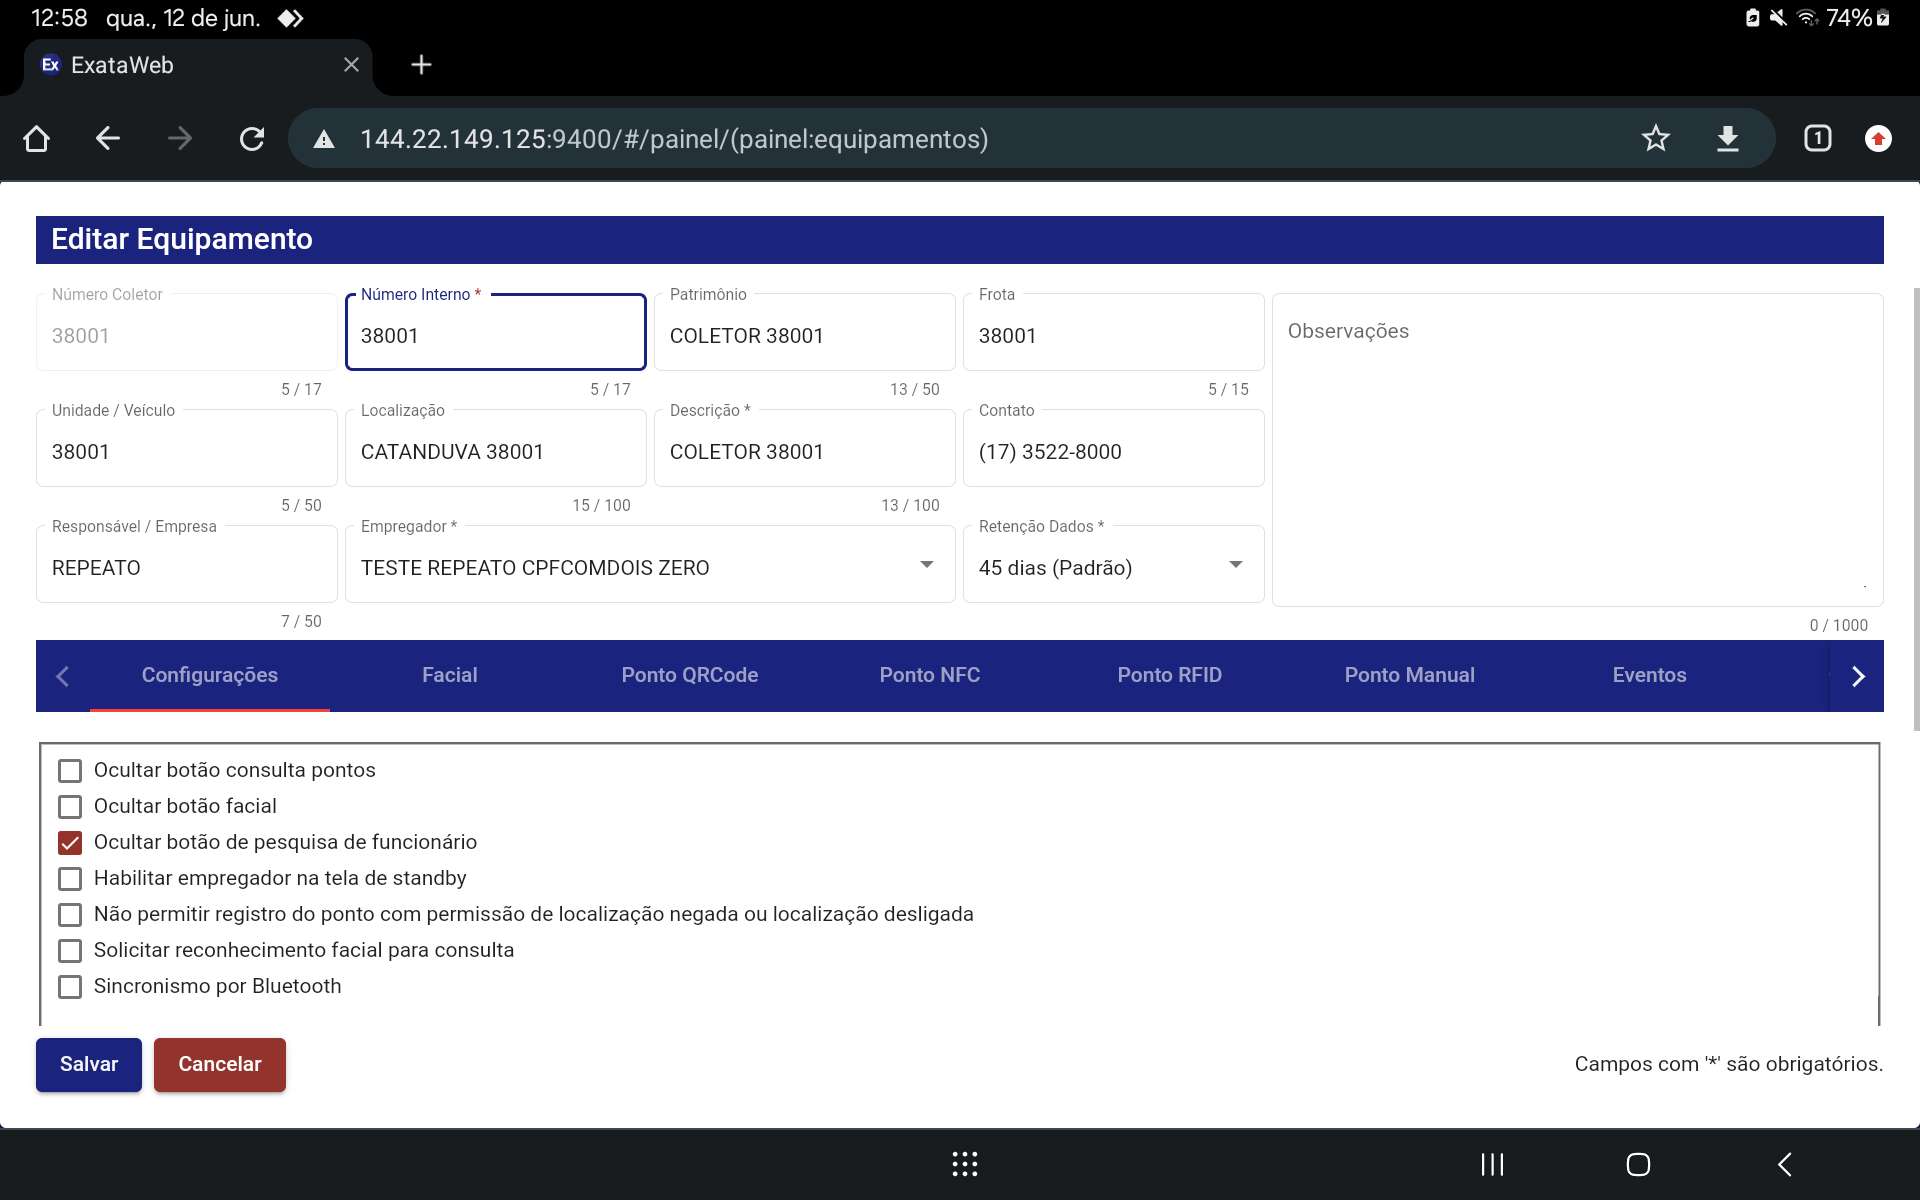 12:58 qua., 12 de jun.
74%
Ex ExataWeb
144.22.149.125:9400/#/painel/(painel:equipamentos)
1
Editar Equipamento
Número Coletor
38001
5 / 17
Número Interno *
38001
5 / 17
Patrimônio
COLETOR 38001
13 / 50
Frota
38001
5 / 15
Observações
0 / 1000
Unidade / Veículo
38001
5 / 50
Localização
CATANDUVA 38001
15 / 100
Descrição *
COLETOR 38001
13 / 100
Contato
(17) 3522-8000
Responsável / Empresa
REPEATO
7 / 50
Empregador *
TESTE REPEATO CPFCOMDOIS ZERO
Retenção Dados *
45 dias (Padrão)
Configurações
Facial
Ponto QRCode
Ponto NFC
Ponto RFID
Ponto Manual
Eventos
Ocultar botão consulta pontos
Ocultar botão facial
Ocultar botão de pesquisa de funcionário
Habilitar empregador na tela de standby
Não permitir registro do ponto com permissão de localização negada ou localização desligada
Solicitar reconhecimento facial para consulta
Sincronismo por Bluetooth
Salvar
Cancelar
Campos com '*' são obrigatórios.